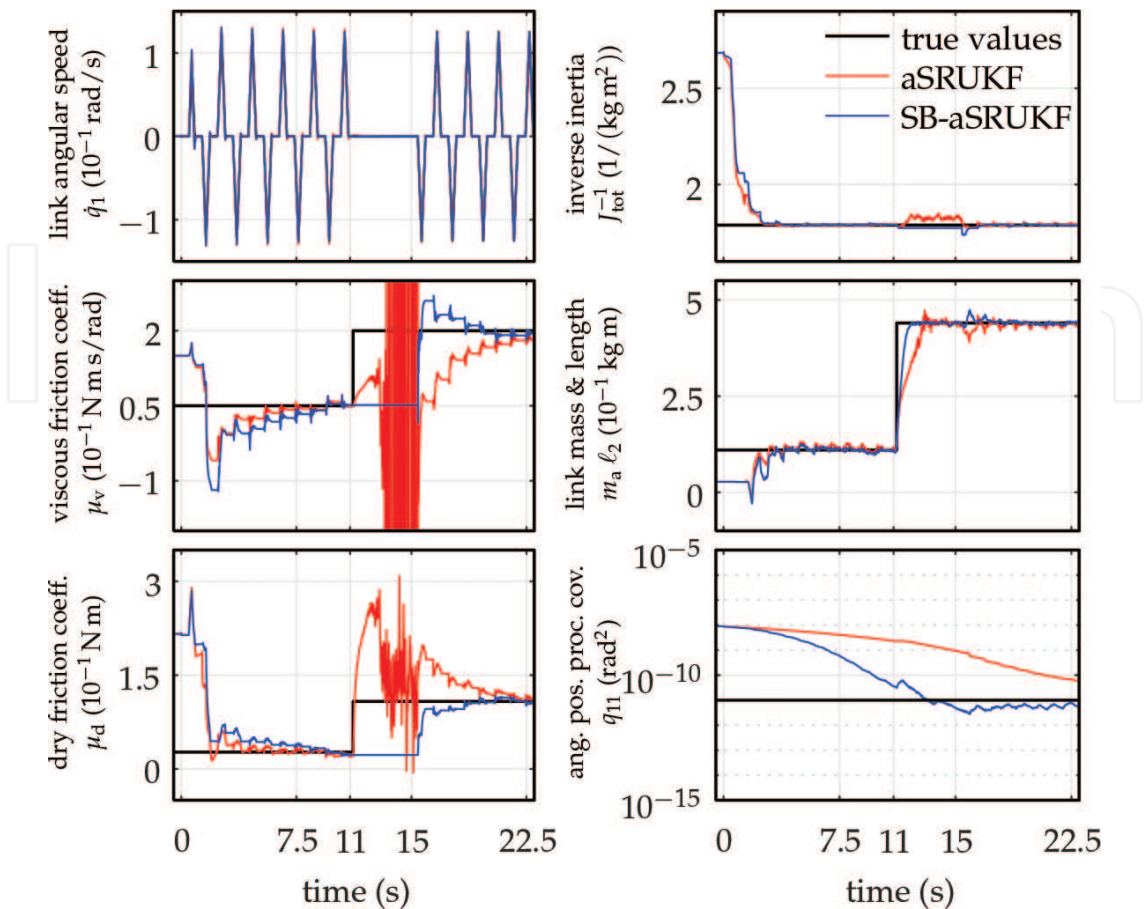 link angular speed
q̇₁ (10⁻¹ rad / s)
1
0
−1
inverse inertia
J⁻¹tot (1/ (kg m²))
2.5
2
true values
aSRUKF
SB-aSRUKF
viscous friction coeff.
μv (10⁻¹ N m s/rad)
2
0.5
−1
link mass & length
ma ℓ₂ (10⁻¹ kg m)
5
2.5
0
dry friction coeff.
μd (10⁻¹ N m)
3
1.5
0
ang. pos. proc. cov.
q₁₁ (rad²)
10⁻⁵
10⁻¹⁰
10⁻¹⁵
0 7.5 11 15 22.5
time (s)
0 7.5 11 15 22.5
time (s)